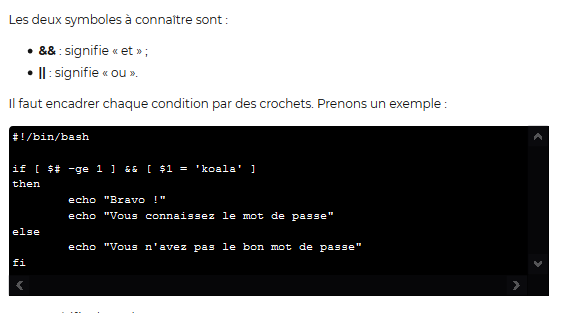 Les deux symboles à connaître sont :
• && : signifie « et » ;
• || : signifie « ou ».
Il faut encadrer chaque condition par des crochets. Prenons un exemple :
#!/bin/bash
if [ $# -ge 1 ] && [ $1 = 'koala' ]
then
        echo "Bravo !"
        echo "Vous connaissez le mot de passe"
else
        echo "Vous n'avez pas le bon mot de passe"
fi